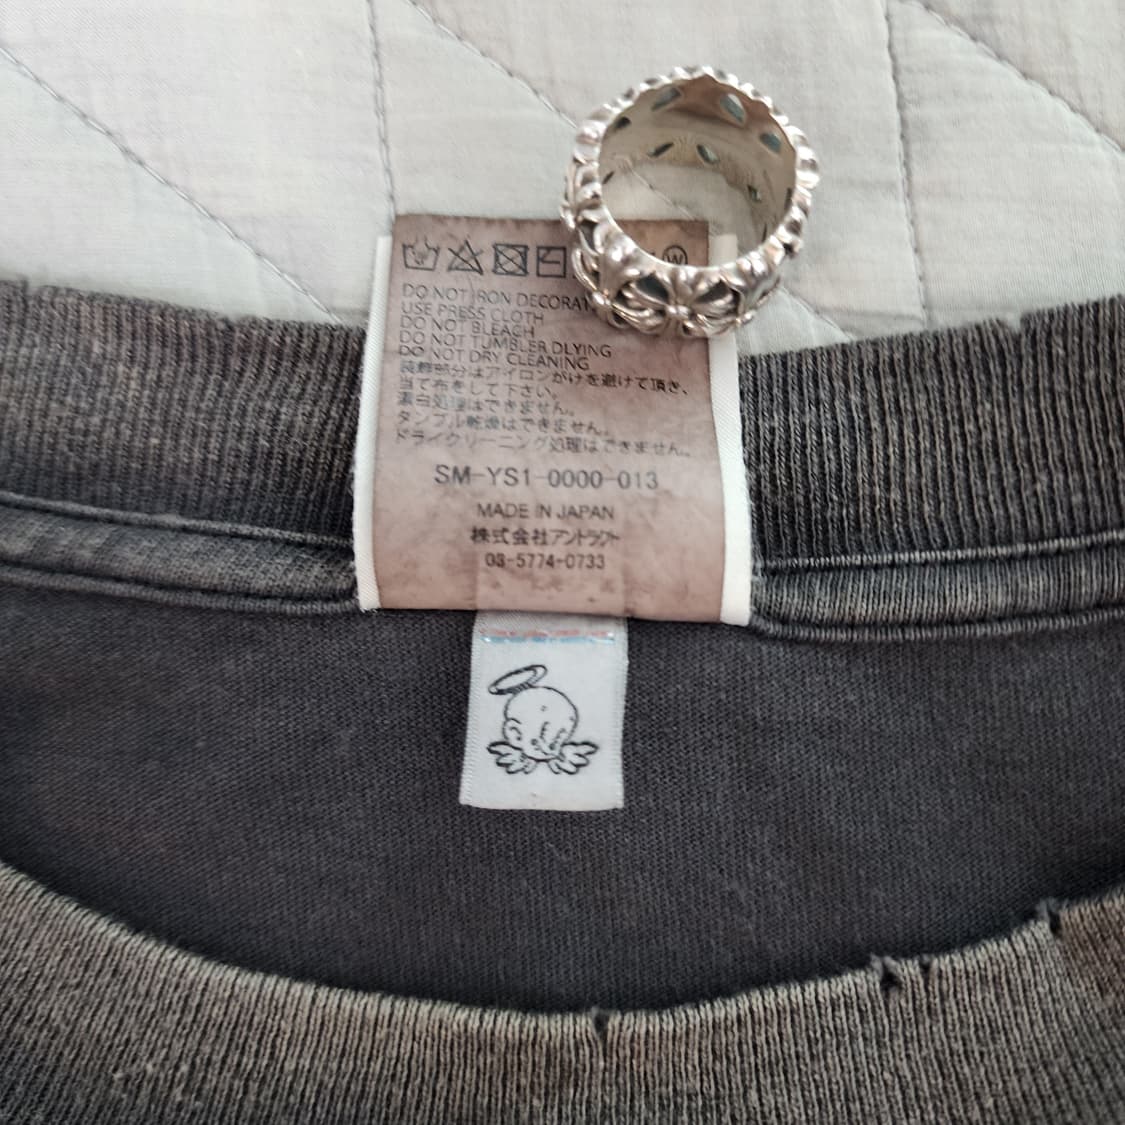 W
DO NOT IRON DECORAT
USE PRESS CLOTH
DO NOT BLEACH
DO NOT TUMBLER DLYING
DO NOT DRY CLEANING
装飾部分はアイロンがけを避けて頂き、
当て布をして下さい。
漂白処理はできません。
タンブル乾燥はできません。
ドライクリーニング処理はできません。
SM-YS1-0000-013
MADE IN JAPAN
株式会社アントラクト
03-5774-0733